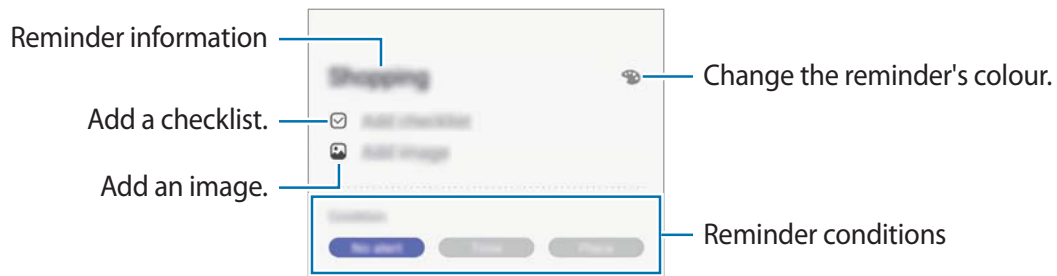 Reminder information
Shopping
Change the reminder's colour.
Add a checklist.
Add checklist
Add image
Add an image.
Condition
Reminder conditions
No alert
Time
Place